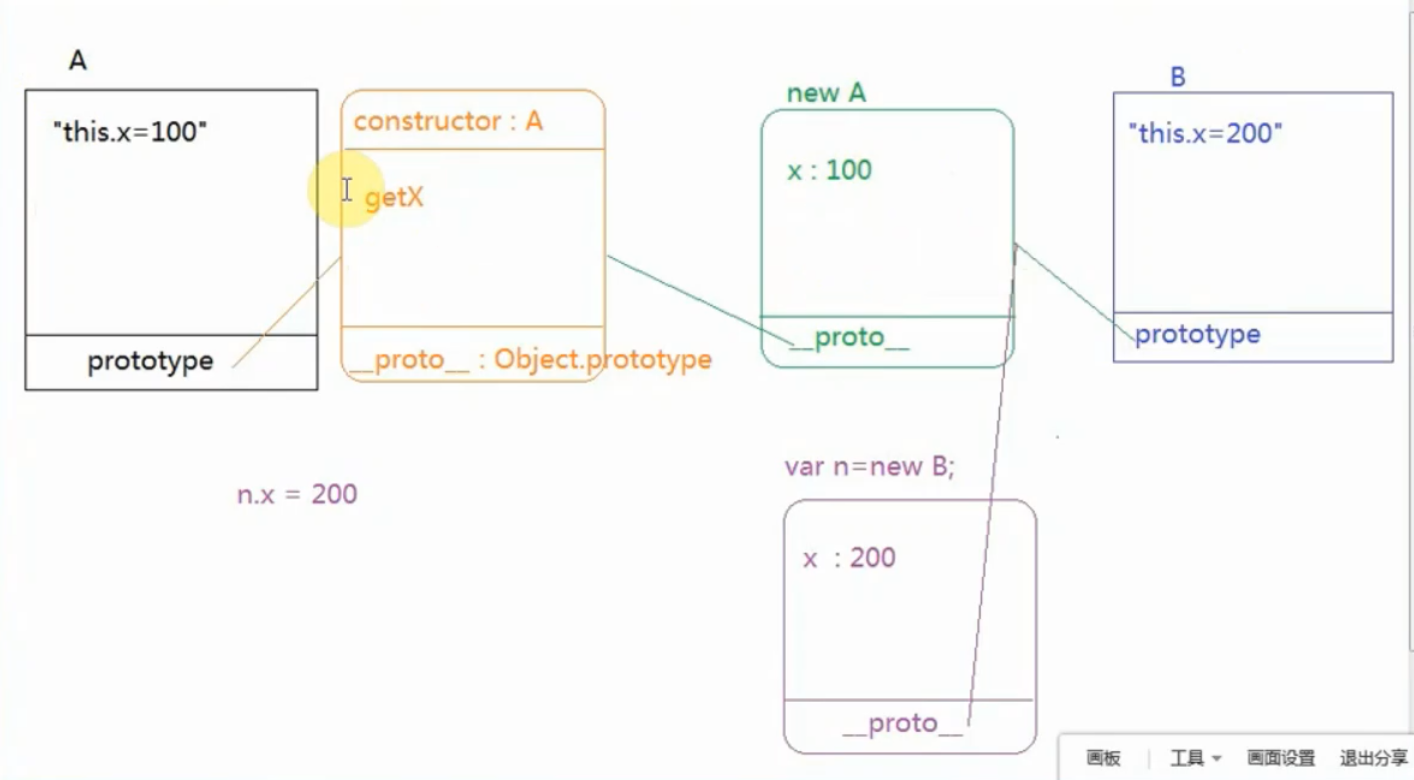 A
"this.x=100"
prototype
constructor : A
getX
__proto__ : Object.prototype
new A
x : 100
__proto__
B
"this.x=200"
prototype
n.x = 200
var n=new B;
x : 200
__proto__
画板 工具 画面设置 退出分享